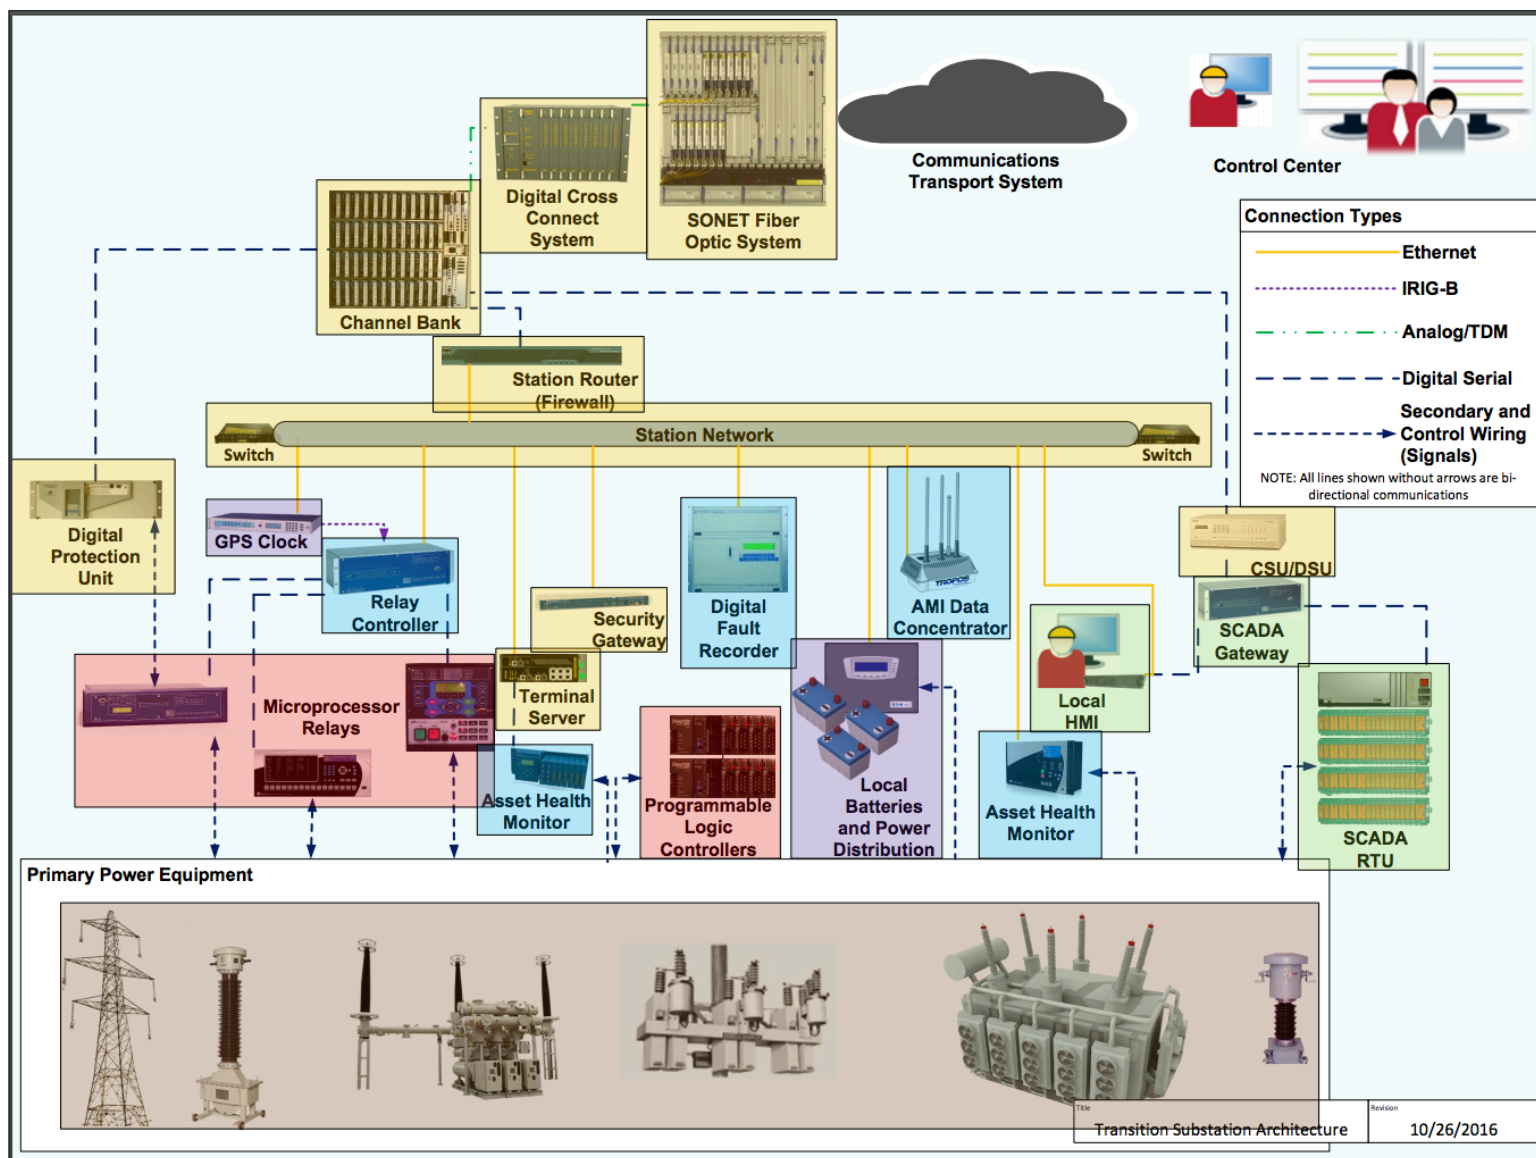 Communications
Transport System
Control Center
Digital Cross
Connect
System
SONET Fiber
Optic System
Channel Bank
Connection Types
Ethernet
IRIG-B
Analog/TDM
Digital Serial
Secondary and
Control Wiring
(Signals)
NOTE: All lines shown without arrows are bi-
directional communications
Station Router
(Firewall)
Station Network
Switch
Switch
Digital
Protection
Unit
GPS Clock
Relay
Controller
Security
Gateway
Digital
Fault
Recorder
TROPOS
AMI Data
Concentrator
CSU/DSU
SCADA
Gateway
Microprocessor
Relays
Terminal
Server
Local
HMI
Asset Health
Monitor
Programmable
Logic
Controllers
Local
Batteries
and Power
Distribution
Asset Health
Monitor
SCADA
RTU
Primary Power Equipment
Title
Transition Substation Architecture
Revision
10/26/2016